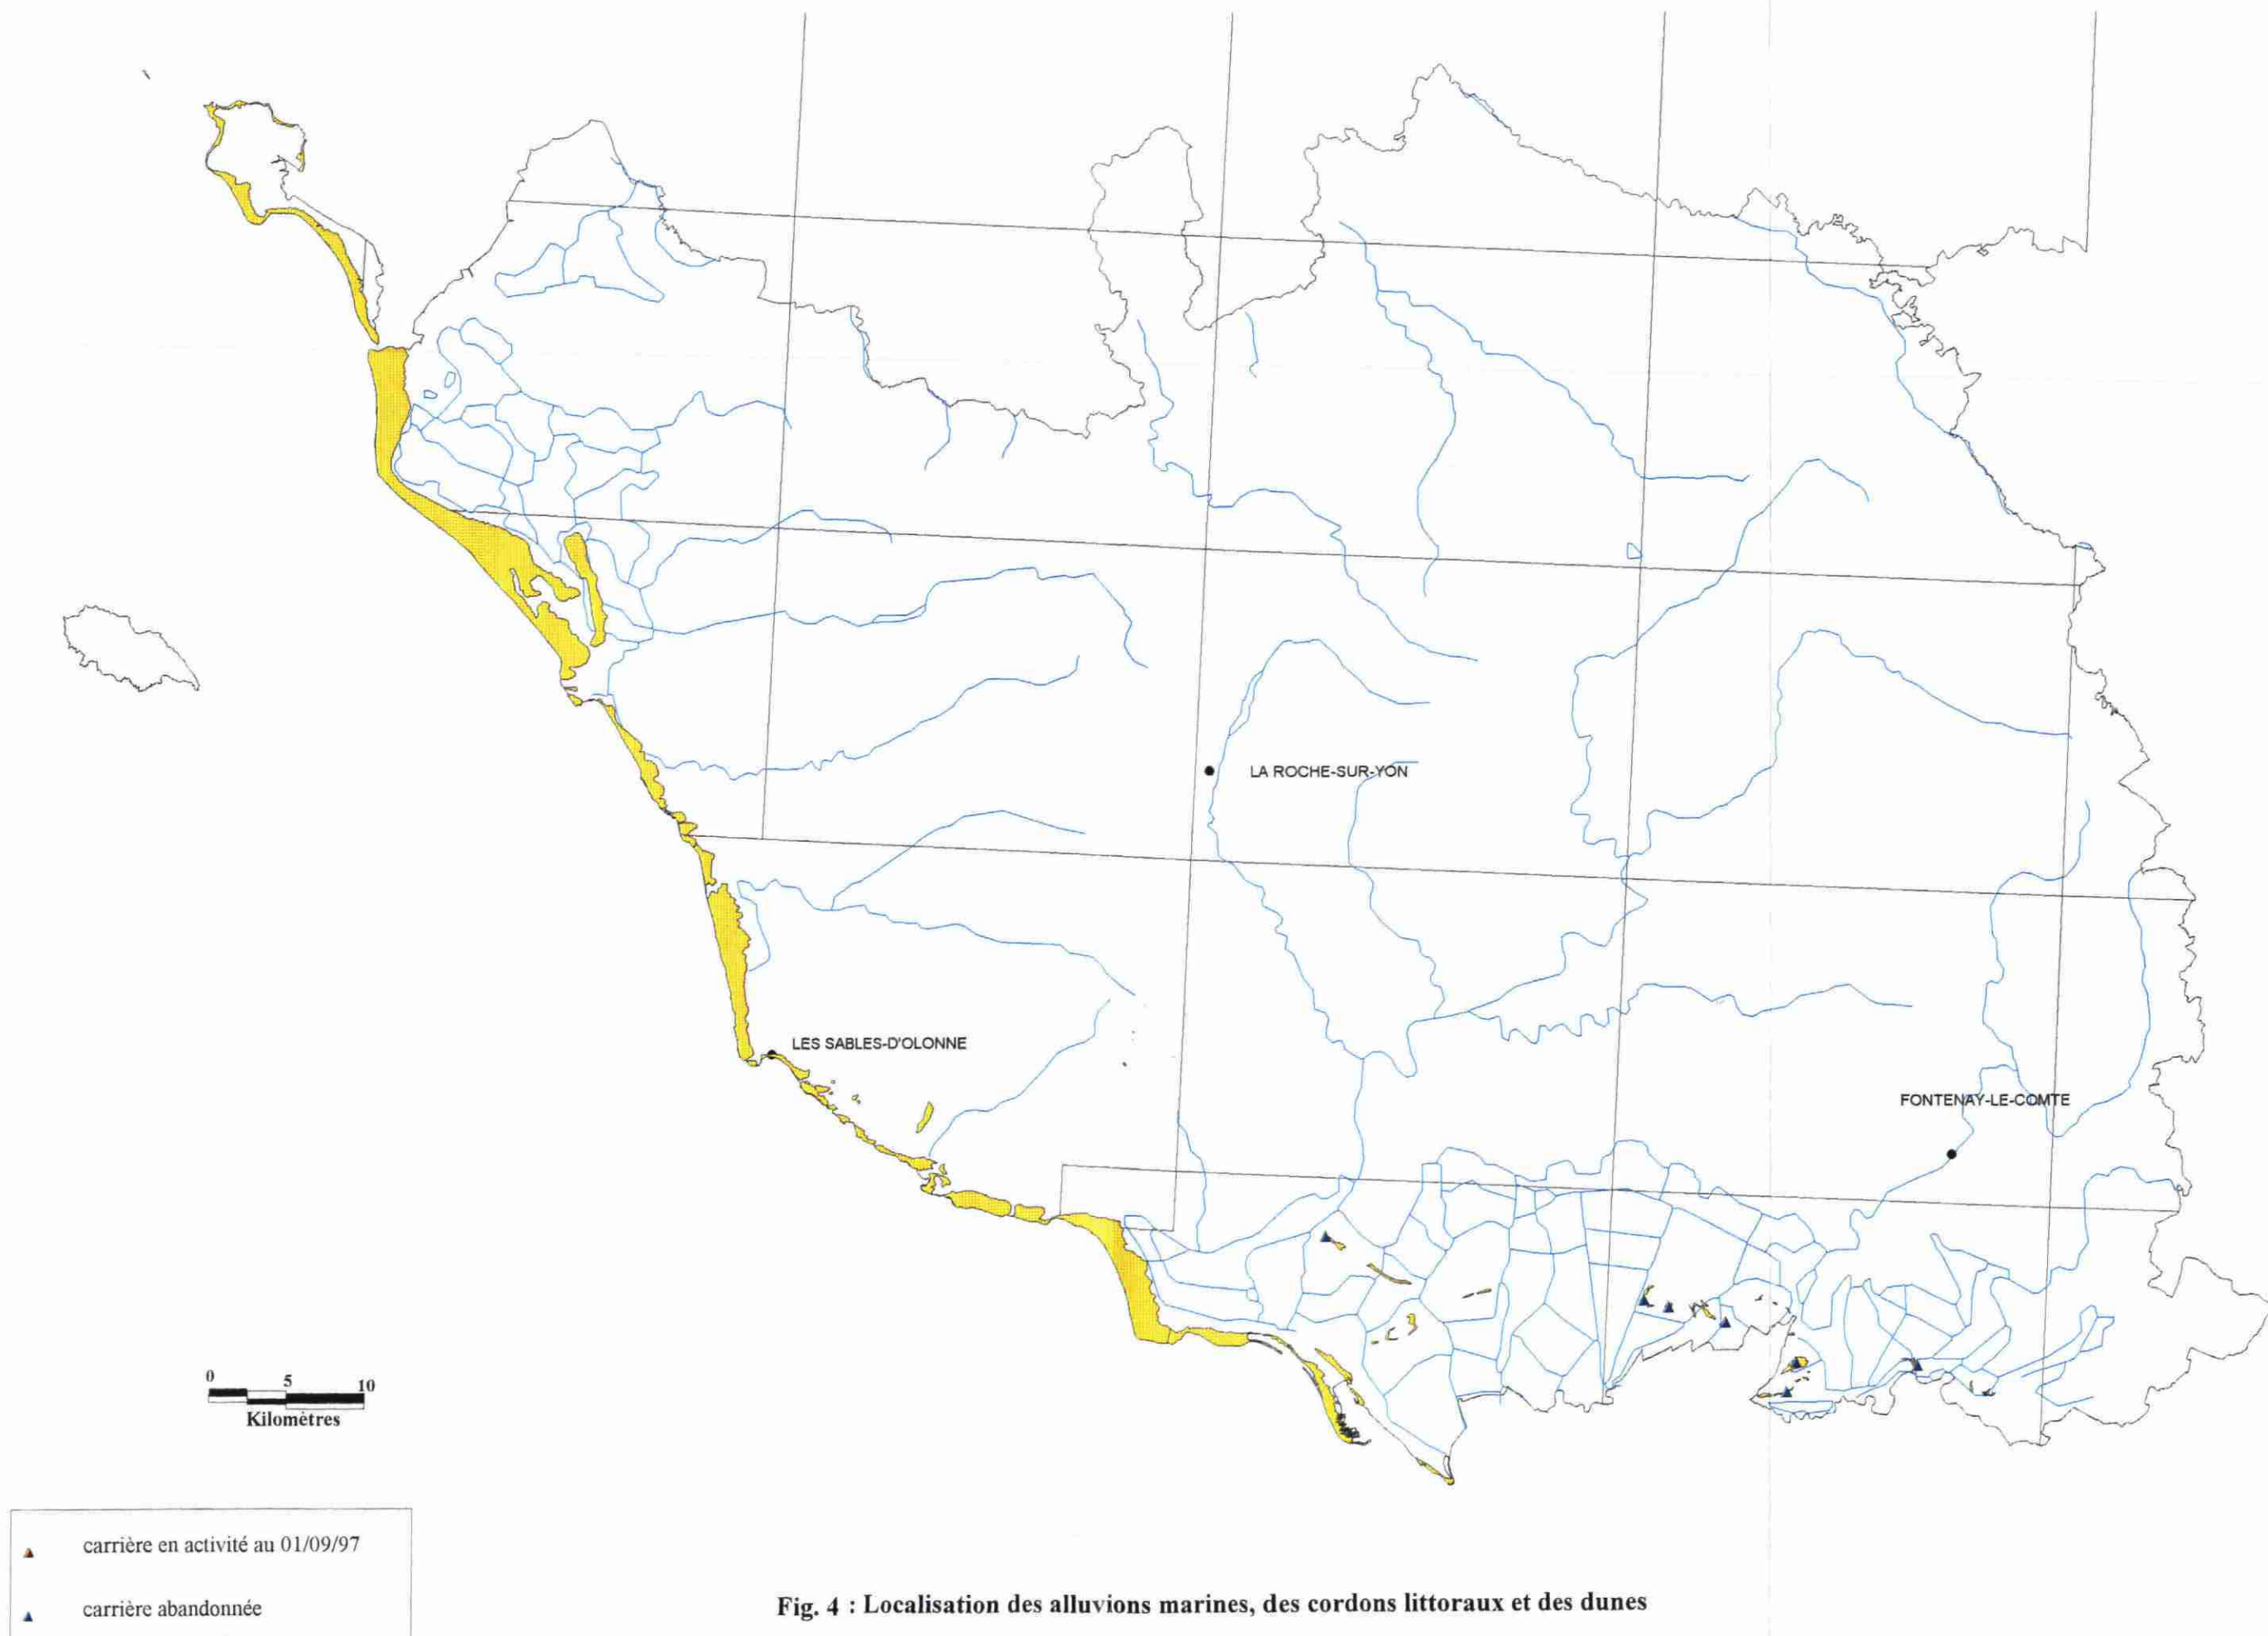 LA ROCHE-SUR-YON
LES SABLES-D'OLONNE
FONTENAY-LE-COMTE
0 5 10
Kilomètres
carrière en activité au 01/09/97
carrière abandonnée
Fig. 4 : Localisation des alluvions marines, des cordons littoraux et des dunes